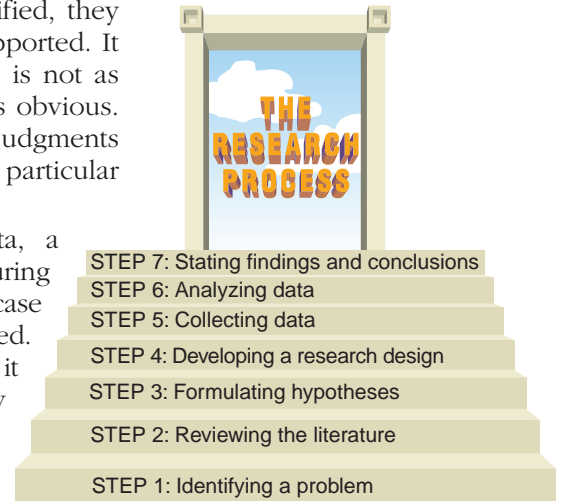 ified, they
pported. It
is not as
s obvious.
udgments
particular
ta, a
uring
case
ed.
it
y
THE
RESEARCH
PROCESS
STEP 7: Stating findings and conclusions
STEP 6: Analyzing data
STEP 5: Collecting data
STEP 4: Developing a research design
STEP 3: Formulating hypotheses
STEP 2: Reviewing the literature
STEP 1: Identifying a problem